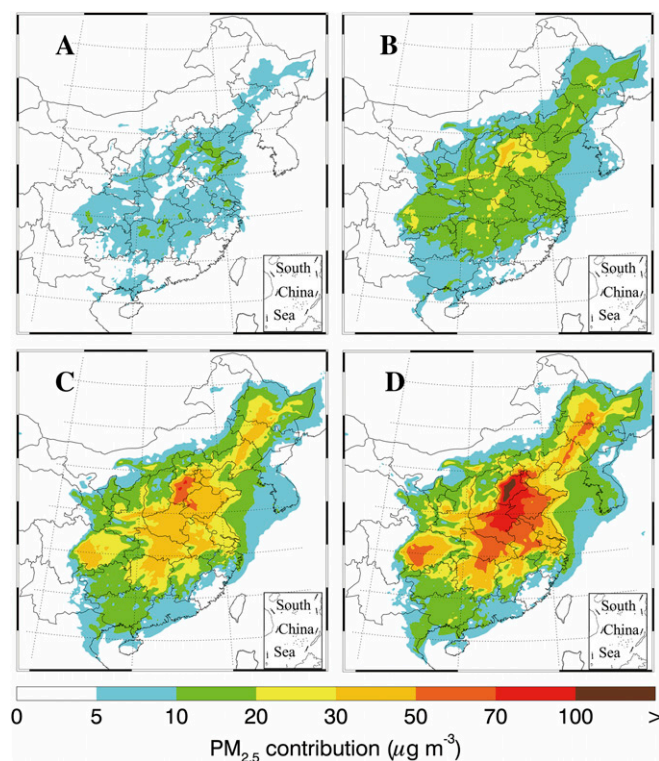 A
B
South
China
Sea
South
China
Sea
C
D
South
China
Sea
South
China
Sea
0 5 10 20 30 50 70 100 >
PM2.5 contribution (μg m-3)